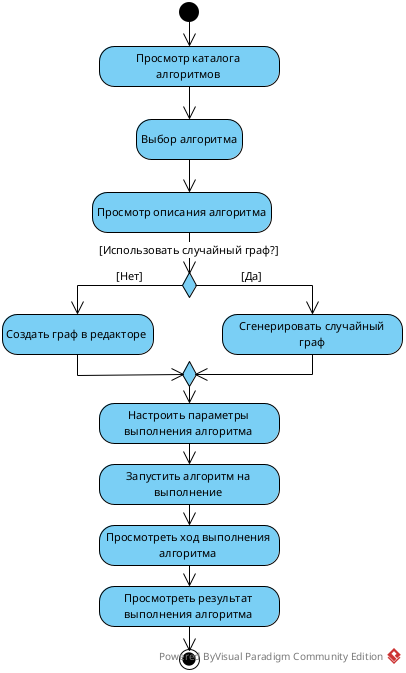 Просмотр каталога
алгоритмов
Выбор алгоритма
Просмотр описания алгоритма
[Использовать случайный граф?]
[Нет]
[Да]
Создать граф в редакторе
Сгенерировать случайный
граф
Настроить параметры
выполнения алгоритма
Запустить алгоритм на
выполнение
Просмотреть ход выполнения
алгоритма
Просмотреть результат
выполнения алгоритма
Powered ByVisual Paradigm Community Edition